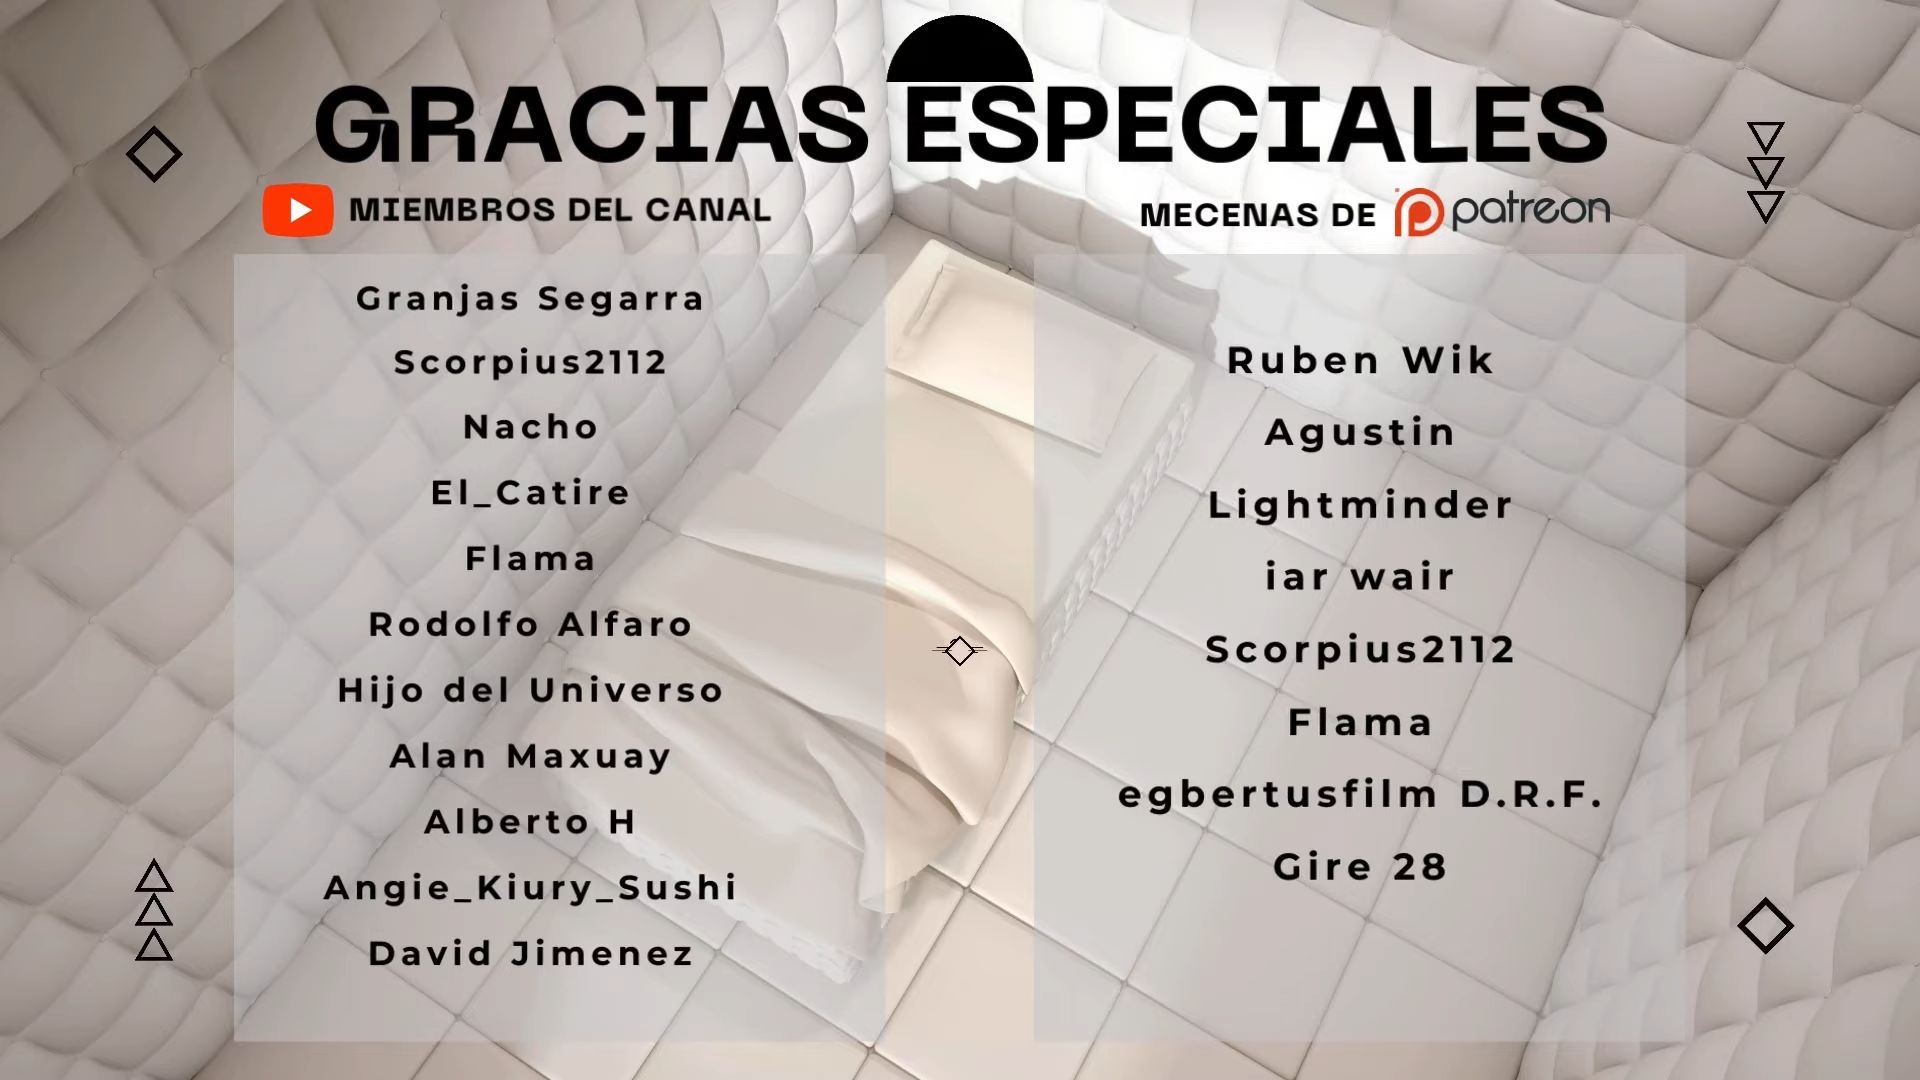 GRACIAS ESPECIALES
MIEMBROS DEL CANAL
Granjas Segarra
Scorpius2112
Nacho
El_Catire
Flama
Rodolfo Alfaro
Hijo del Universo
Alan Maxuay
Alberto H
Angie_Kiury_Sushi
David Jimenez
MECENAS DE patreon
Ruben Wik
Agustin
Lightminder
iar wair
Scorpius2112
Flama
egbertusfilm D.R.F.
Gire 28